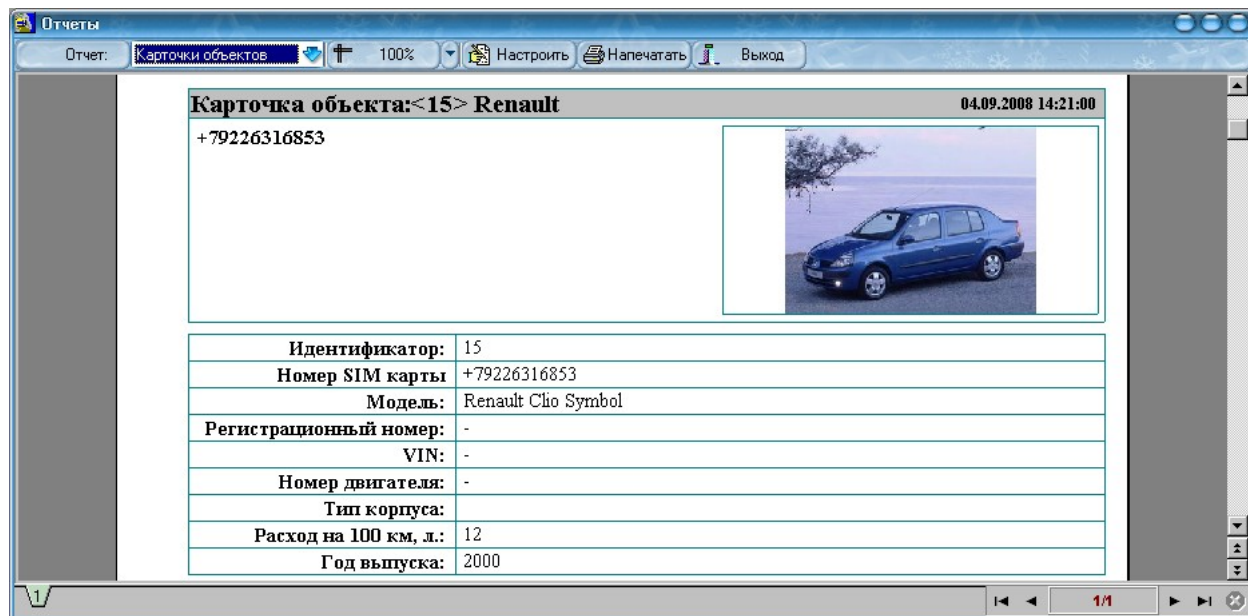 Отчеты
Отчет: Карточки объектов 100% Настроить Напечатать Выход
Карточка объекта:<15> Renault 04.09.2008 14:21:00
+79226316853
Идентификатор: 15
Номер SIM карты +79226316853
Модель: Renault Clio Symbol
Регистрационный номер: -
VIN: -
Номер двигателя: -
Тип корпуса:
Расход на 100 км, л.: 12
Год выпуска: 2000
1 1/1